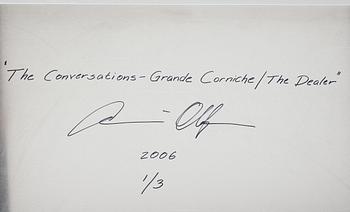 "The Conversations - Grande Corniche / The Dealer"
2006
1/3